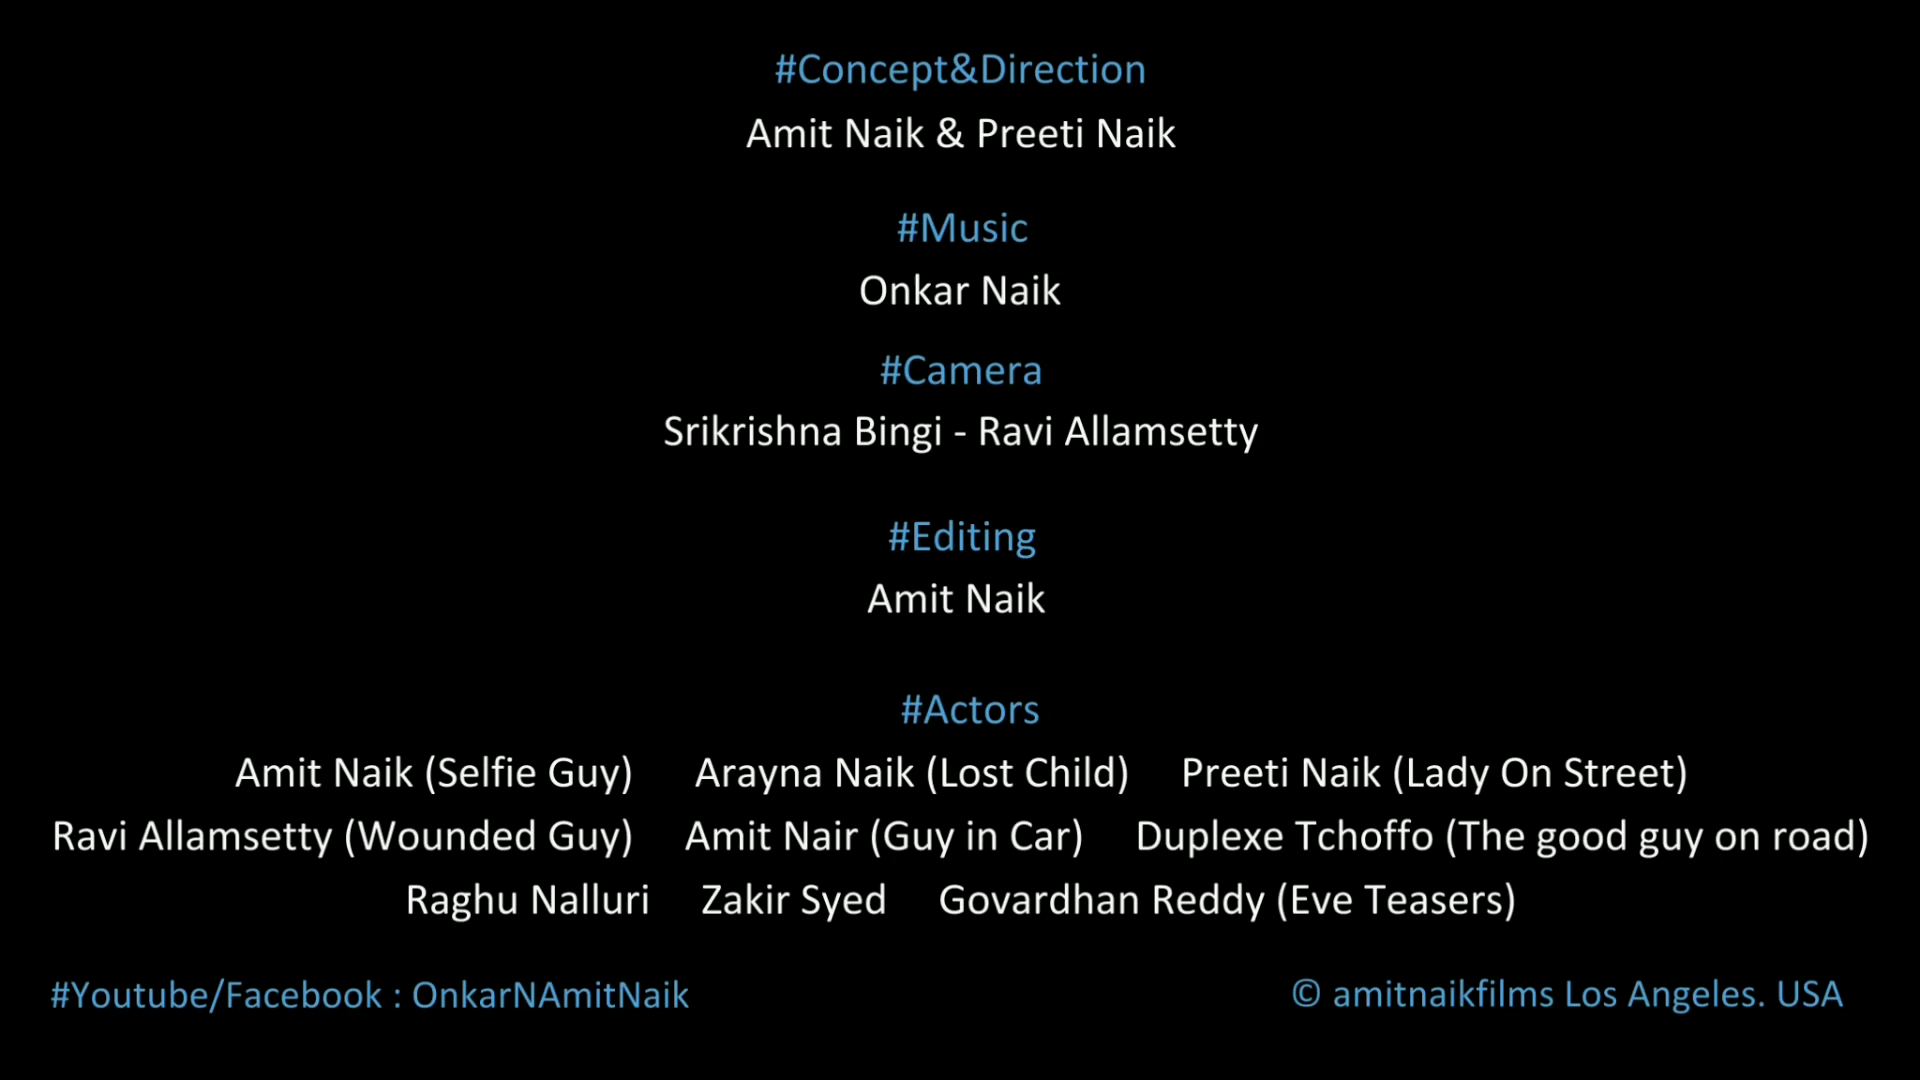 #Concept&Direction
Amit Naik & Preeti Naik
#Music
Onkar Naik
#Camera
Srikrishna Bingi - Ravi Allamsetty
#Editing
Amit Naik
#Actors
Amit Naik (Selfie Guy) Arayna Naik (Lost Child) Preeti Naik (Lady On Street)
Ravi Allamsetty (Wounded Guy) Amit Nair (Guy in Car) Duplexe Tchoffo (The good guy on road)
Raghu Nalluri Zakir Syed Govardhan Reddy (Eve Teasers)
#Youtube/Facebook : OnkarNAmitNaik © amitnaikfilms Los Angeles. USA